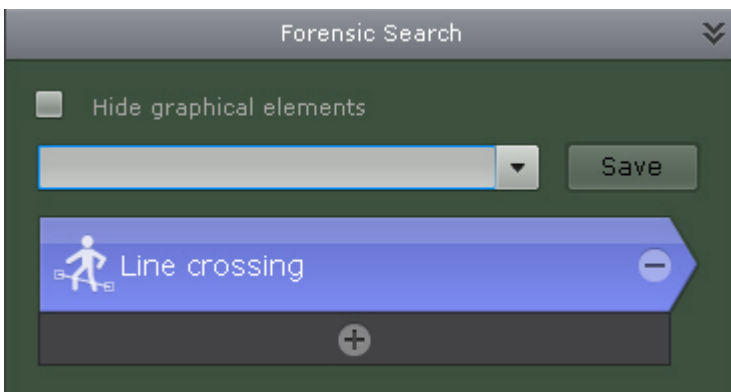 Forensic Search
Hide graphical elements
Save
Line crossing